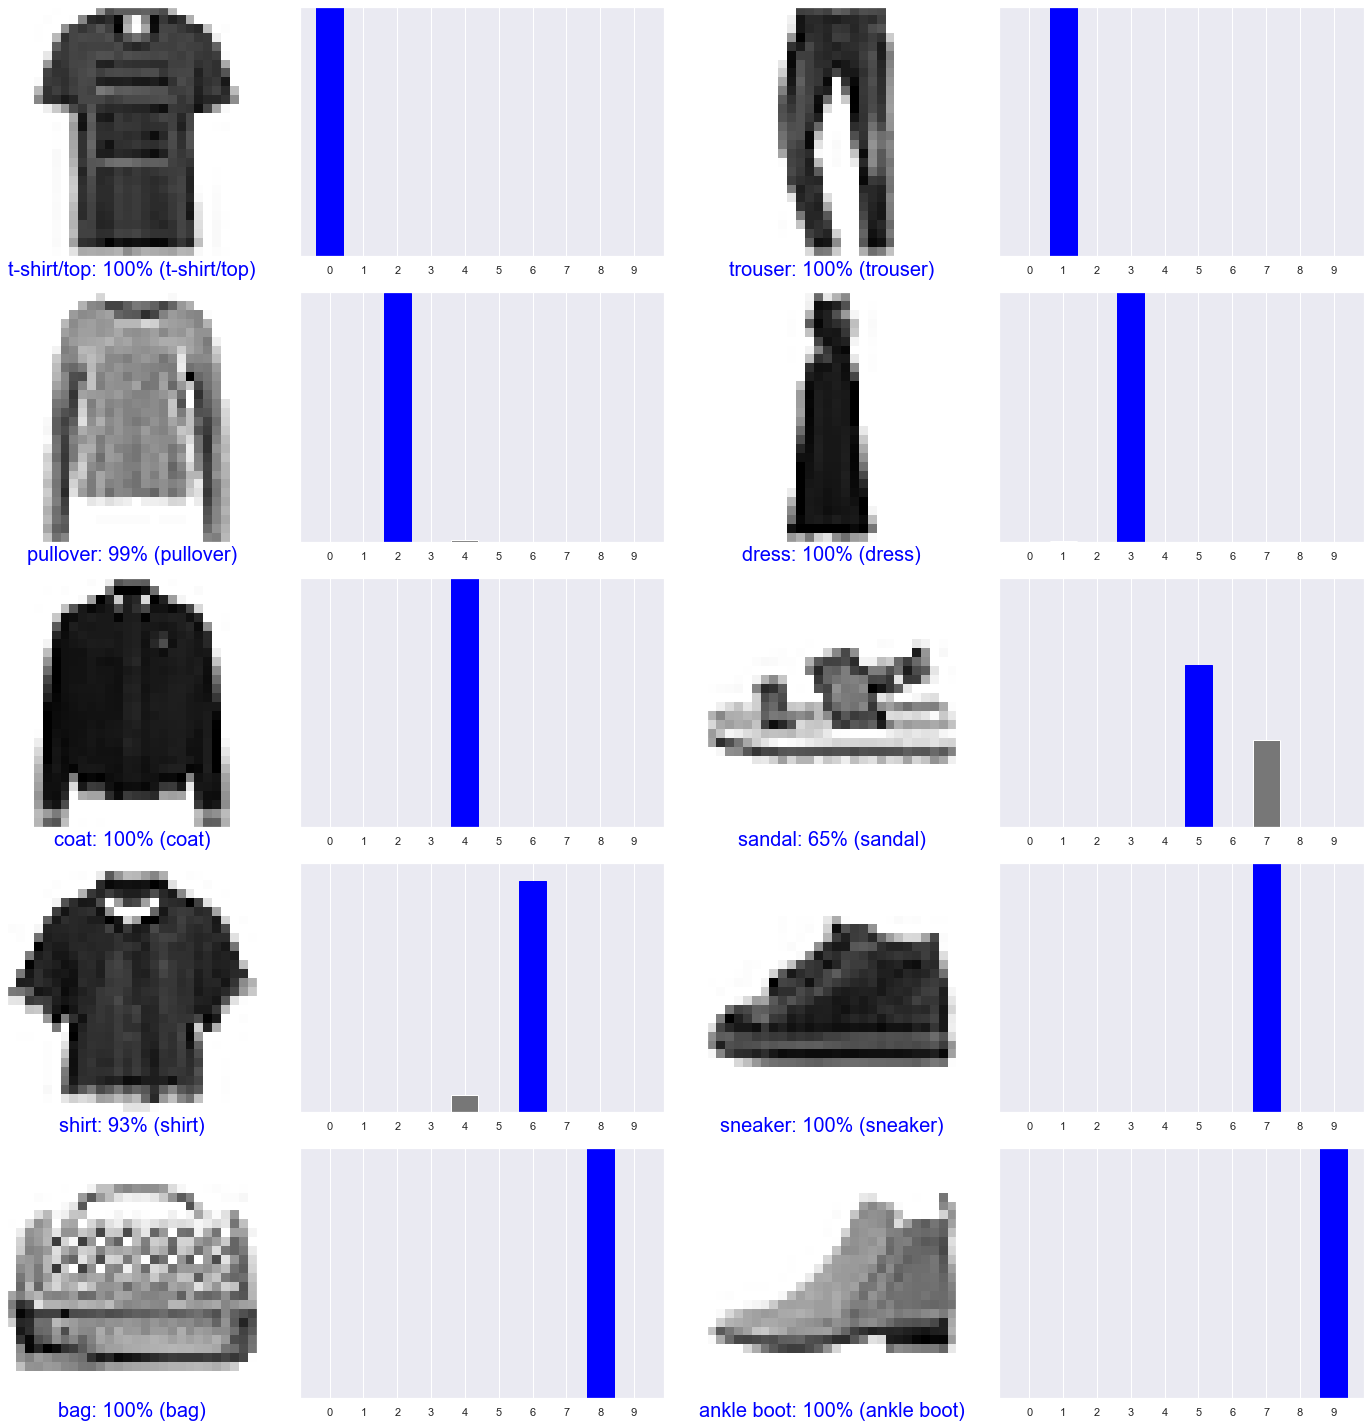 0 1 2 3 4 5 6 7 8 9
0 1 2 3 4 5 6 7 8 9
t-shirt/top: 100% (t-shirt/top)
trouser: 100% (trouser)
0 1 2 3 4 5 6 7 8 9
0 1 2 3 4 5 6 7 8 9
pullover: 99% (pullover)
dress: 100% (dress)
0 1 2 3 4 5 6 7 8 9
0 1 2 3 4 5 6 7 8 9
coat: 100% (coat)
sandal: 65% (sandal)
0 1 2 3 4 5 6 7 8 9
0 1 2 3 4 5 6 7 8 9
shirt: 93% (shirt)
sneaker: 100% (sneaker)
0 1 2 3 4 5 6 7 8 9
0 1 2 3 4 5 6 7 8 9
bag: 100% (bag)
ankle boot: 100% (ankle boot)